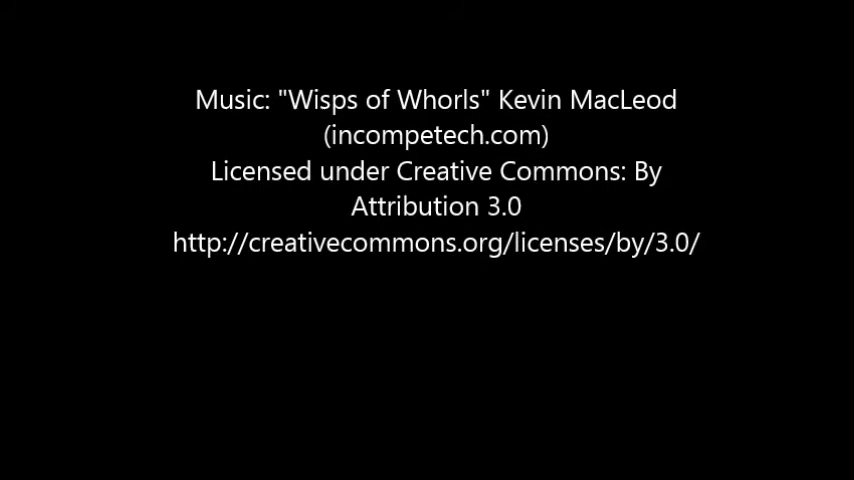 Music: "Wisps of Whorls" Kevin MacLeod
(incompetech.com)
Licensed under Creative Commons: By
Attribution 3.0
http://creativecommons.org/licenses/by/3.0/